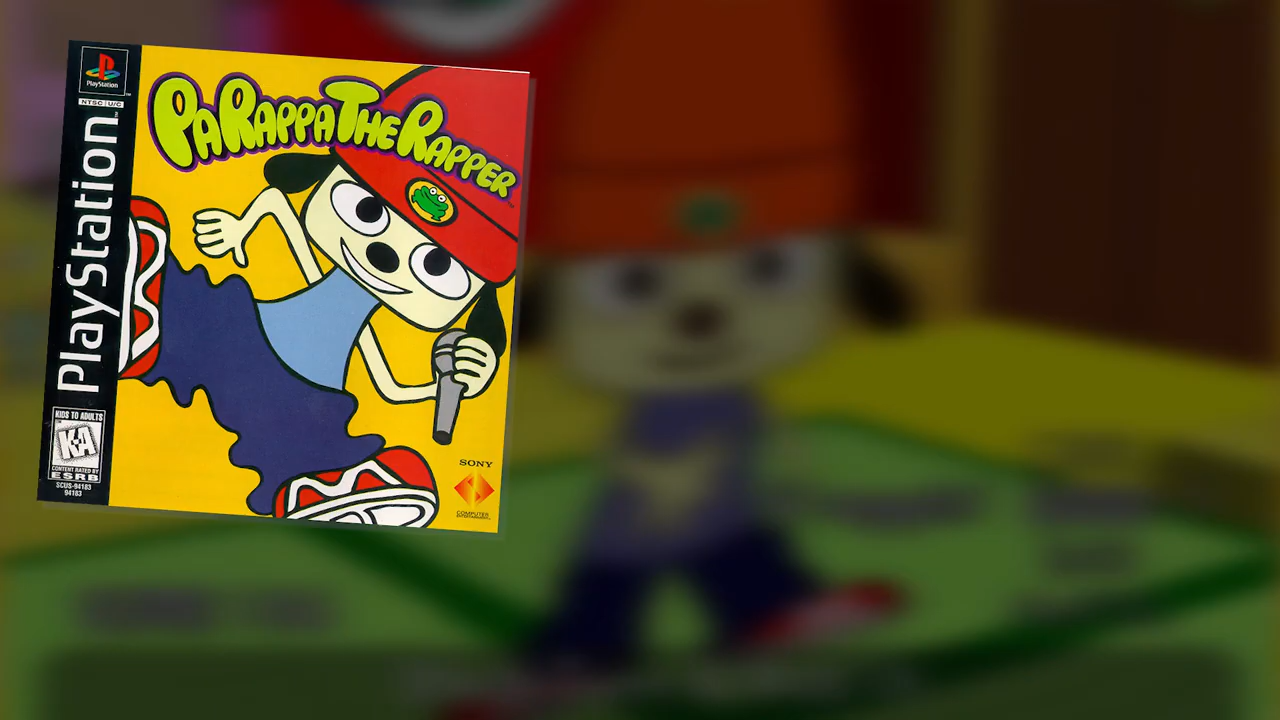 PlayStation
NTSC U/C
PlayStation
PARAPPA THE RAPPER
KIDS TO ADULTS
KA
CONTENT RATED BY
ESRB
SCUS-94183
94183
SONY
COMPUTER
ENTERTAINMENT